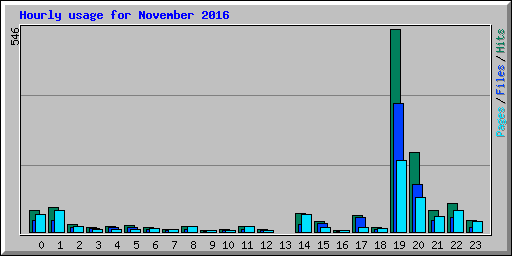 Hourly usage for November 2016
546
Pages/Files/Hits
0 1 2 3 4 5 6 7 8 9 10 11 12 13 14 15 16 17 18 19 20 21 22 23